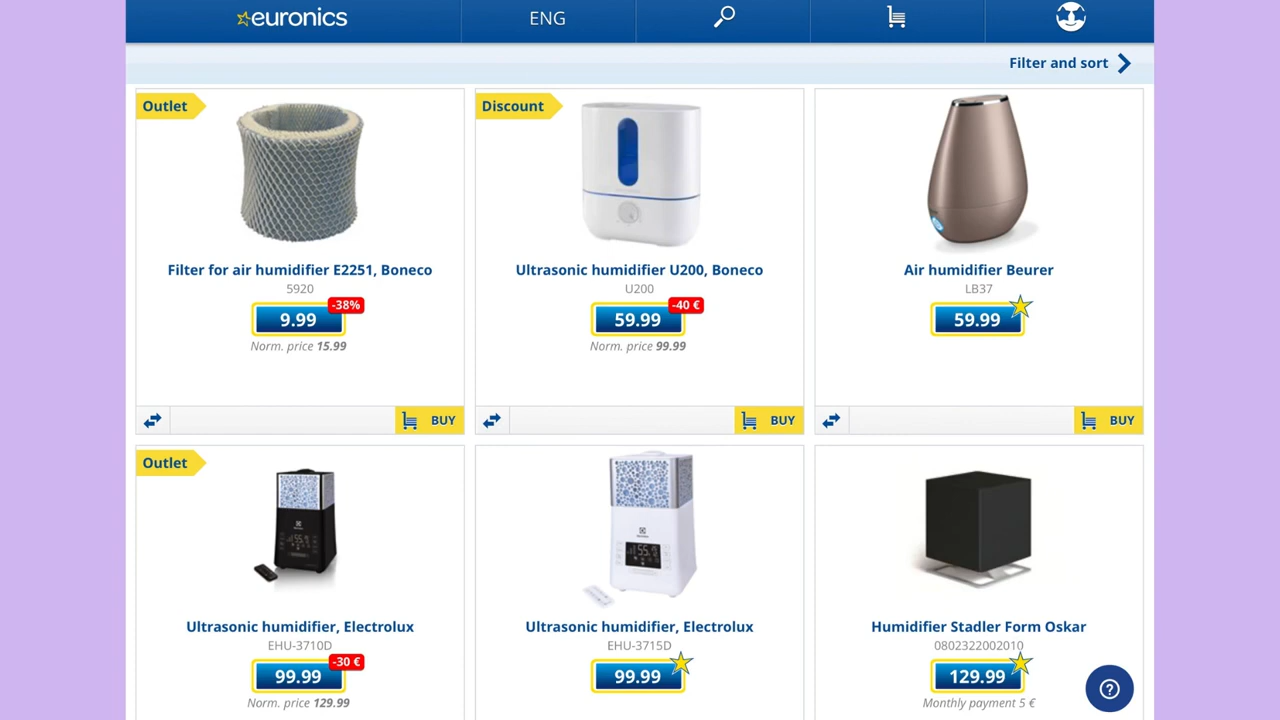 euronics
ENG
Filter and sort
Outlet
Discount
Filter for air humidifier E2251, Boneco
5920
-38%
9.99
Norm. price 15.99
Ultrasonic humidifier U200, Boneco
U200
-40 €
59.99
Norm. price 99.99
Air humidifier Beurer
LB37
59.99
BUY
BUY
BUY
Outlet
Ultrasonic humidifier, Electrolux
EHU-3710D
-30 €
99.99
Norm. price 129.99
Ultrasonic humidifier, Electrolux
EHU-3715D
99.99
Humidifier Stadler Form Oskar
0802322002010
129.99
Monthly payment 5 €